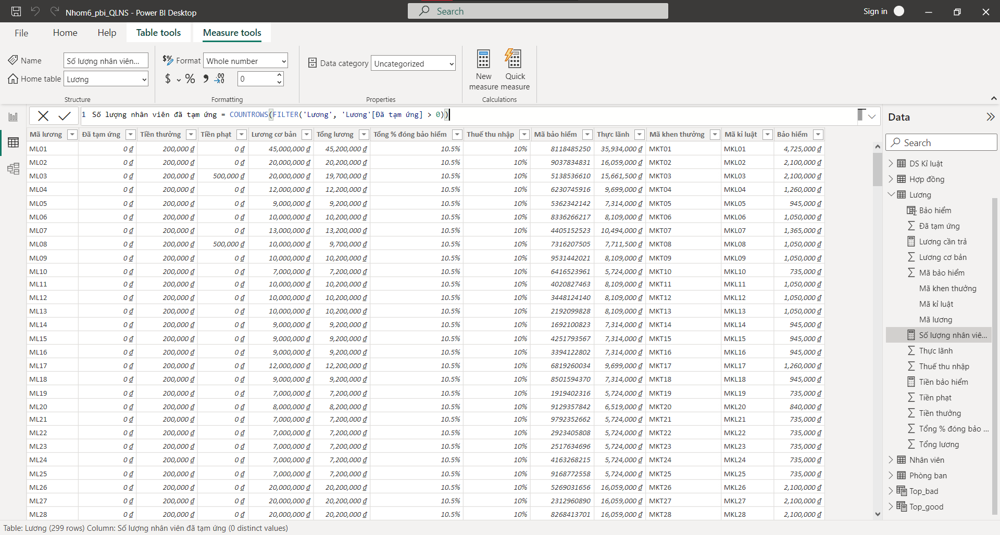 Nhom6_pbi_QLNS - Power BI Desktop
Search
Sign in
File Home Help Table tools Measure tools
Name Số lượng nhân viên...
Home table Lương
Structure
$% Format Whole number
$ % , .00 →.0 0
Formatting
Data category Uncategorized
Properties
New measure
Quick measure
Calculations
1 Số lượng nhân viên đã tạm ứng = COUNTROWS(FILTER('Lương', 'Lương'[Đã tạm ứng] > 0))
Mã lương Đã tạm ứng Tiền thưởng Tiền phạt Lương cơ bản Tổng lương Tổng % đóng bảo hiểm Thuế thu nhập Mã bảo hiểm Thực lãnh Mã khen thưởng Mã kỉ luật Bảo hiểm
ML01 0 ₫ 200,000 ₫ 0 ₫ 45,000,000 ₫ 45,200,000 ₫ 10.5% 10% 8118485250 35,934,000 ₫ MKT01 MKL01 4,725,000 ₫
ML02 0 ₫ 200,000 ₫ 0 ₫ 20,000,000 ₫ 20,200,000 ₫ 10.5% 10% 9037834831 16,059,000 ₫ MKT02 MKL02 2,100,000 ₫
ML03 0 ₫ 200,000 ₫ 500,000 ₫ 20,000,000 ₫ 19,700,000 ₫ 10.5% 10% 5138536610 15,661,500 ₫ MKT03 MKL03 2,100,000 ₫
ML04 0 ₫ 200,000 ₫ 0 ₫ 12,000,000 ₫ 12,200,000 ₫ 10.5% 10% 6230745916 9,699,000 ₫ MKT04 MKL04 1,260,000 ₫
ML05 0 ₫ 200,000 ₫ 0 ₫ 9,000,000 ₫ 9,200,000 ₫ 10.5% 10% 5362342142 7,314,000 ₫ MKT05 MKL05 945,000 ₫
ML06 0 ₫ 200,000 ₫ 0 ₫ 10,000,000 ₫ 10,200,000 ₫ 10.5% 10% 8336266217 8,109,000 ₫ MKT06 MKL06 1,050,000 ₫
ML07 0 ₫ 200,000 ₫ 0 ₫ 13,000,000 ₫ 13,200,000 ₫ 10.5% 10% 4405152523 10,494,000 ₫ MKT07 MKL07 1,365,000 ₫
ML08 0 ₫ 200,000 ₫ 500,000 ₫ 10,000,000 ₫ 9,700,000 ₫ 10.5% 10% 7316207505 7,711,500 ₫ MKT08 MKL08 1,050,000 ₫
ML09 0 ₫ 200,000 ₫ 0 ₫ 10,000,000 ₫ 10,200,000 ₫ 10.5% 10% 9531442021 8,109,000 ₫ MKT09 MKL09 1,050,000 ₫
ML10 0 ₫ 200,000 ₫ 0 ₫ 7,000,000 ₫ 7,200,000 ₫ 10.5% 10% 6416523961 5,724,000 ₫ MKT10 MKL10 735,000 ₫
ML11 0 ₫ 200,000 ₫ 0 ₫ 10,000,000 ₫ 10,200,000 ₫ 10.5% 10% 4020827463 8,109,000 ₫ MKT11 MKL11 1,050,000 ₫
ML12 0 ₫ 200,000 ₫ 0 ₫ 10,000,000 ₫ 10,200,000 ₫ 10.5% 10% 3448124140 8,109,000 ₫ MKT12 MKL12 1,050,000 ₫
ML13 0 ₫ 200,000 ₫ 0 ₫ 10,000,000 ₫ 10,200,000 ₫ 10.5% 10% 2192099828 8,109,000 ₫ MKT13 MKL13 1,050,000 ₫
ML14 0 ₫ 200,000 ₫ 0 ₫ 9,000,000 ₫ 9,200,000 ₫ 10.5% 10% 1692100823 7,314,000 ₫ MKT14 MKL14 945,000 ₫
ML15 0 ₫ 200,000 ₫ 0 ₫ 9,000,000 ₫ 9,200,000 ₫ 10.5% 10% 4251793567 7,314,000 ₫ MKT15 MKL15 945,000 ₫
ML16 0 ₫ 200,000 ₫ 0 ₫ 9,000,000 ₫ 9,200,000 ₫ 10.5% 10% 3394122802 7,314,000 ₫ MKT16 MKL16 945,000 ₫
ML17 0 ₫ 200,000 ₫ 0 ₫ 12,000,000 ₫ 12,200,000 ₫ 10.5% 10% 6819260034 9,699,000 ₫ MKT17 MKL17 1,260,000 ₫
ML18 0 ₫ 200,000 ₫ 0 ₫ 9,000,000 ₫ 9,200,000 ₫ 10.5% 10% 8501594370 7,314,000 ₫ MKT18 MKL18 945,000 ₫
ML19 0 ₫ 200,000 ₫ 0 ₫ 7,000,000 ₫ 7,200,000 ₫ 10.5% 10% 1919402316 5,724,000 ₫ MKT19 MKL19 735,000 ₫
ML20 0 ₫ 200,000 ₫ 0 ₫ 8,000,000 ₫ 8,200,000 ₫ 10.5% 10% 9129357842 6,519,000 ₫ MKT20 MKL20 840,000 ₫
ML21 0 ₫ 200,000 ₫ 0 ₫ 7,000,000 ₫ 7,200,000 ₫ 10.5% 10% 9792352662 5,724,000 ₫ MKT21 MKL21 735,000 ₫
ML22 0 ₫ 200,000 ₫ 0 ₫ 7,000,000 ₫ 7,200,000 ₫ 10.5% 10% 2923405808 5,724,000 ₫ MKT22 MKL22 735,000 ₫
ML23 0 ₫ 200,000 ₫ 0 ₫ 7,000,000 ₫ 7,200,000 ₫ 10.5% 10% 2517634696 5,724,000 ₫ MKT23 MKL23 735,000 ₫
ML24 0 ₫ 200,000 ₫ 0 ₫ 7,000,000 ₫ 7,200,000 ₫ 10.5% 10% 4163268215 5,724,000 ₫ MKT24 MKL24 735,000 ₫
ML25 0 ₫ 200,000 ₫ 0 ₫ 7,000,000 ₫ 7,200,000 ₫ 10.5% 10% 9168772558 5,724,000 ₫ MKT25 MKL25 735,000 ₫
ML26 0 ₫ 200,000 ₫ 0 ₫ 20,000,000 ₫ 20,200,000 ₫ 10.5% 10% 5269031656 16,059,000 ₫ MKT26 MKL26 2,100,000 ₫
ML27 0 ₫ 200,000 ₫ 0 ₫ 20,000,000 ₫ 20,200,000 ₫ 10.5% 10% 2312960890 16,059,000 ₫ MKT27 MKL27 2,100,000 ₫
ML28 0 ₫ 200,000 ₫ 0 ₫ 20,000,000 ₫ 20,200,000 ₫ 10.5% 10% 8268413701 16,059,000 ₫ MKT28 MKL28 2,100,000 ₫
Data
Search
DS Kỉ luật
Hợp đồng
Lương
Bảo hiểm
Đã tạm ứng
Lương cần trả
Lương cơ bản
Mã bảo hiểm
Mã khen thưởng
Mã kỉ luật
Mã lương
Số lượng nhân viê...
Thực lãnh
Thuế thu nhập
Tiền bảo hiểm
Tiền phạt
Tiền thưởng
Tổng % đóng bảo ...
Tổng lương
Nhân viên
Phòng ban
Top_bad
Top_good
Table: Lương (299 rows) Column: Số lượng nhân viên đã tạm ứng (0 distinct values)